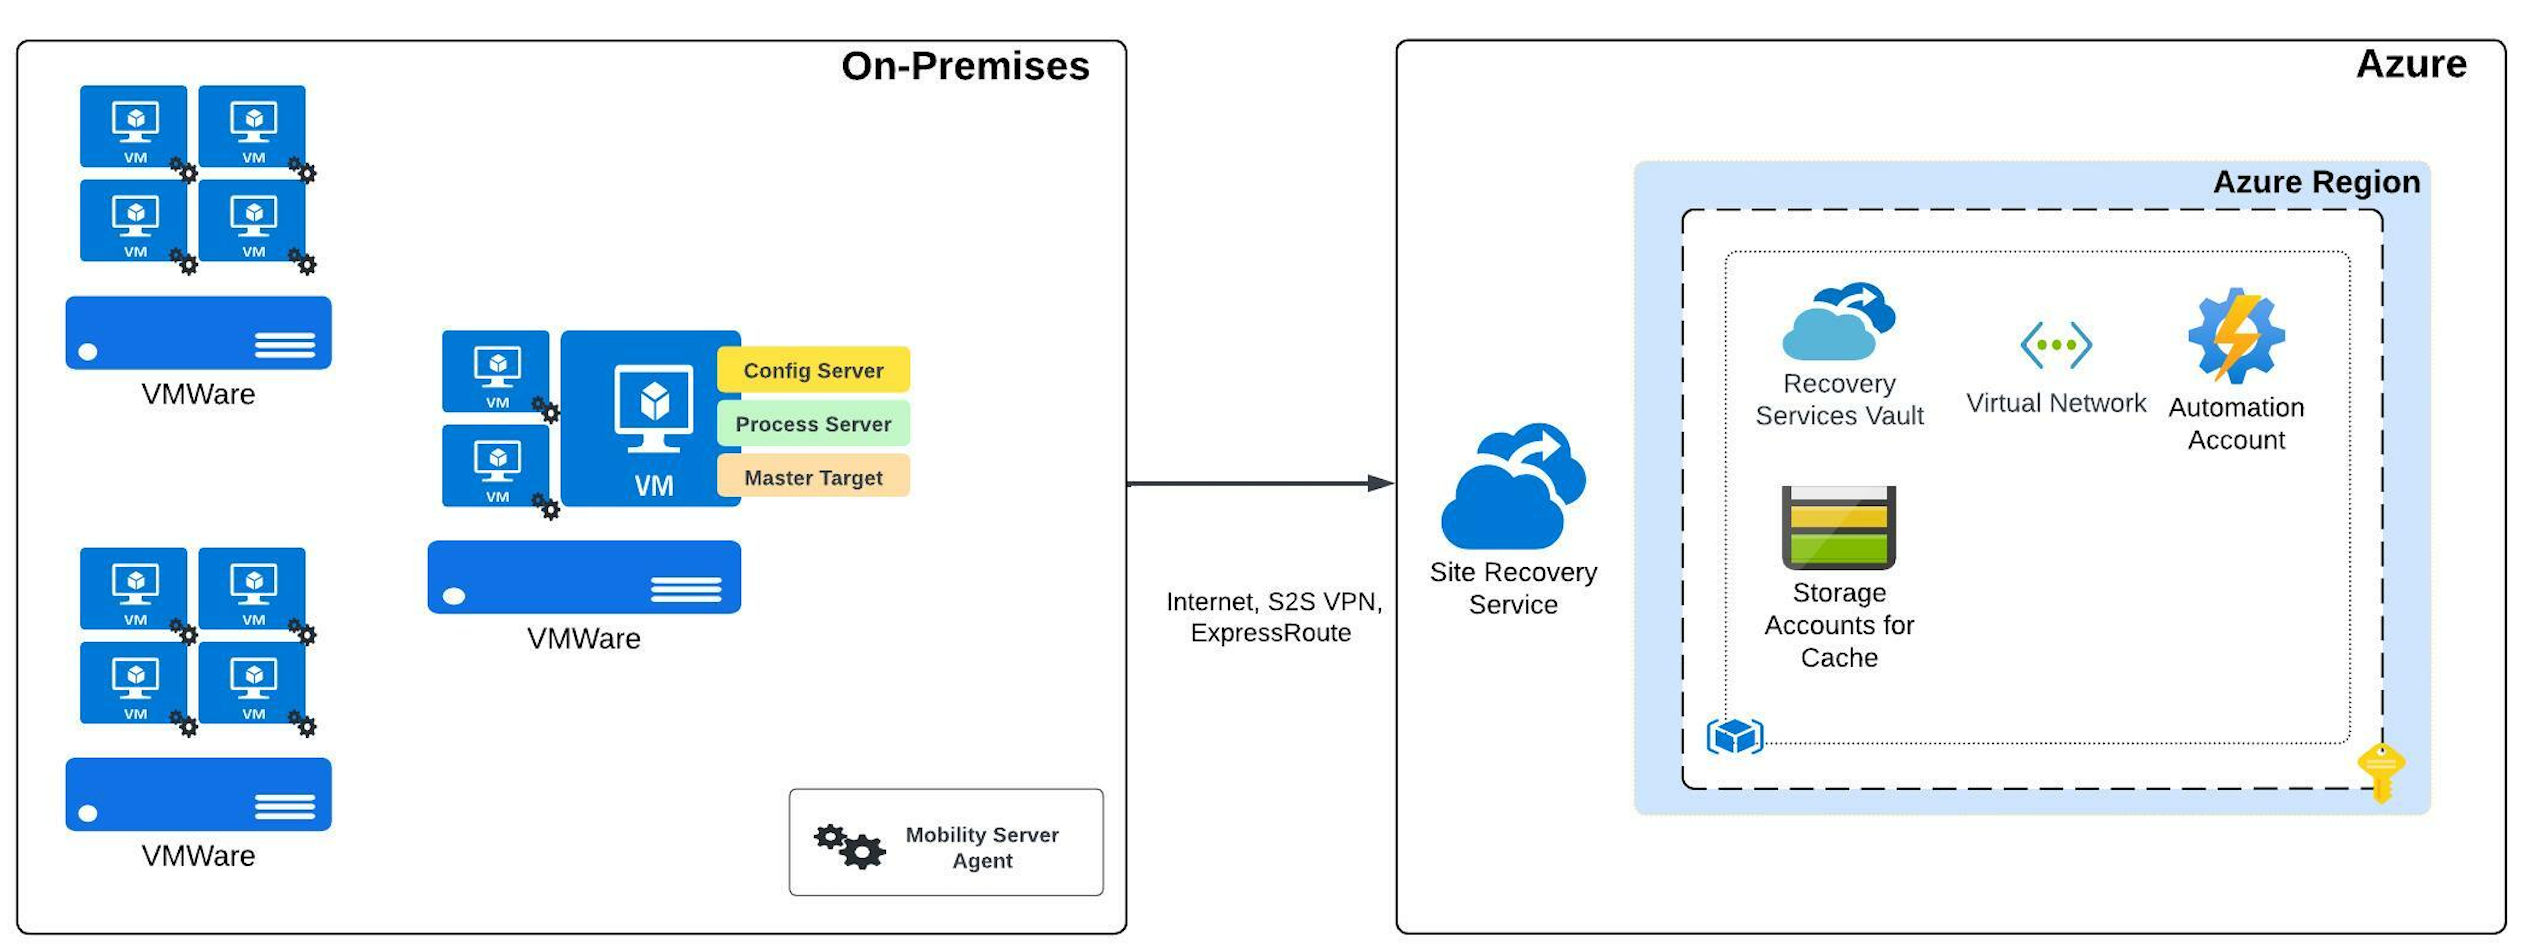 On-Premises
VM
VM
VM
VM
VMWare
VM
VM
VM
Config Server
Process Server
Master Target
VMWare
VM
VM
VM
VM
VMWare
Mobility Server
Agent
Internet, S2S VPN,
ExpressRoute
Azure
Site Recovery
Service
Azure Region
Recovery
Services Vault
Virtual Network
Automation
Account
Storage
Accounts for
Cache